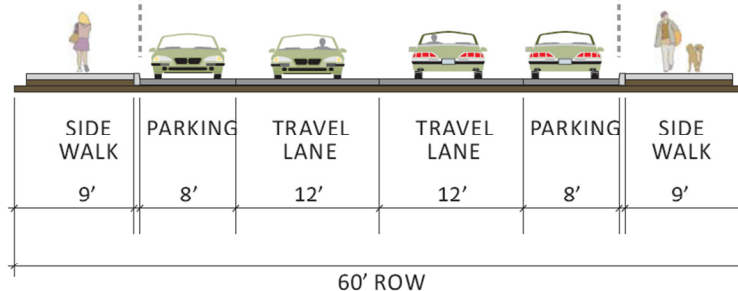 SIDE WALK
PARKING
TRAVEL LANE
TRAVEL LANE
PARKING
SIDE WALK
9’ 8’ 12’ 12’ 8’ 9’
60’ ROW